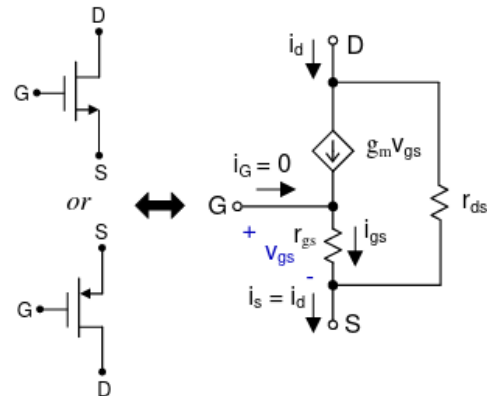 D
G
S
or
S
G
D
i_d
D
g_m v_gs
i_G = 0
G
+
v_gs
-
r_gs
i_gs
r_ds
i_s = i_d
S